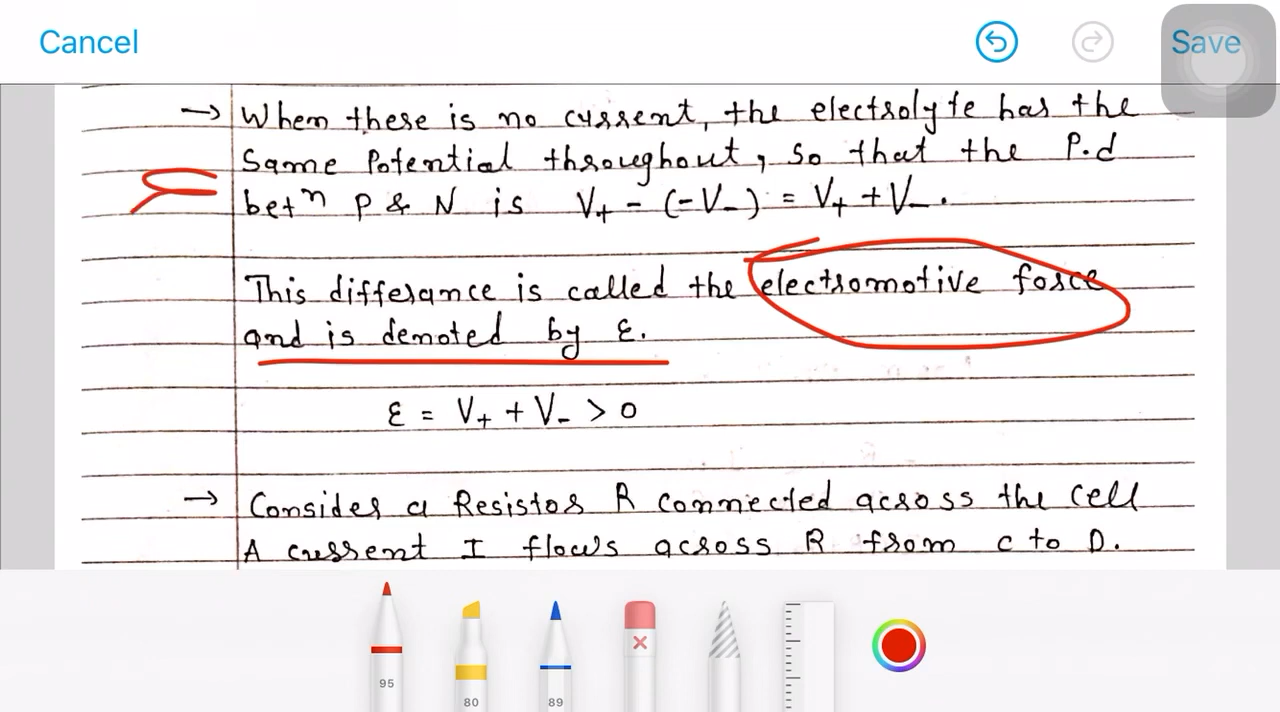 Cancel
Save
→ When there is no current, the electrolyte has the
Same Potential throughout, so that the P.d
betⁿ P & N is V₊ - (-V₋) = V₊ + V₋.
This differance is called the electromotive force
and is denoted by ε.
ε = V₊ + V₋ > 0
→ Consider a Resistor R connected across the cell
A current I flows across R from C to D.
95
80
89